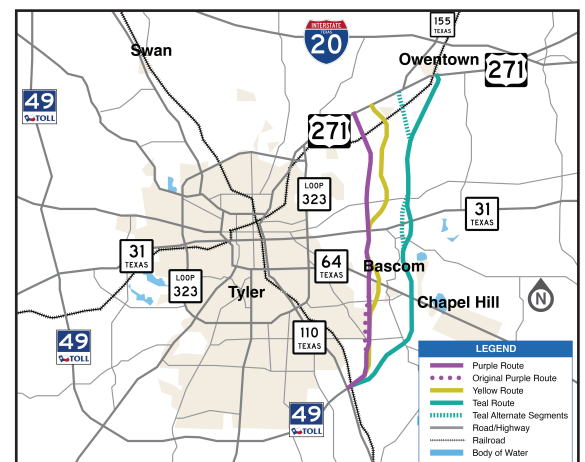 155
TEXAS
INTERSTATE
TEXAS
20
Swan
Owentown
271
49
TOLL
271
LOOP
323
31
TEXAS
31
TEXAS
64
TEXAS
Bascom
LOOP
323
Tyler
Chapel Hill
N
110
TEXAS
49
TOLL
49
TOLL
LEGEND
Purple Route
Original Purple Route
Yellow Route
Teal Route
Teal Alternate Segments
Road/Highway
Railroad
Body of Water